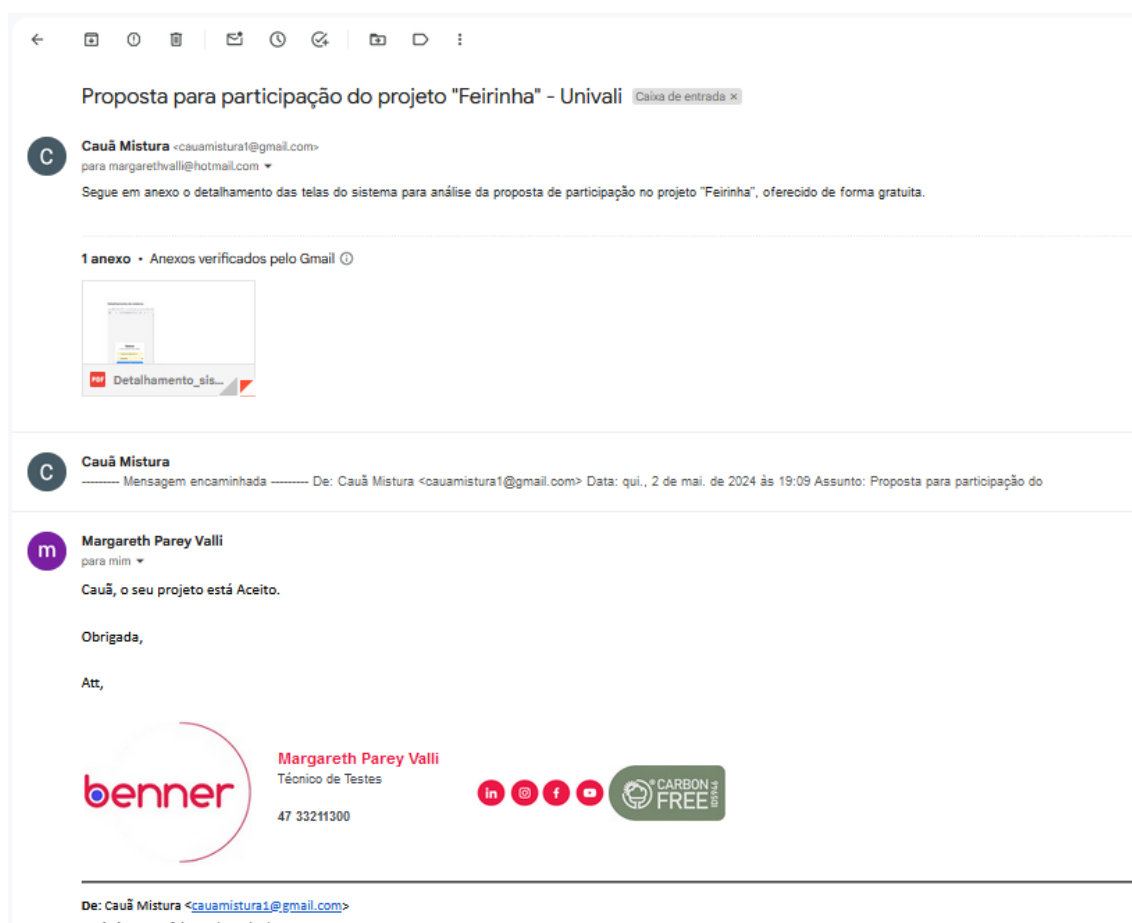 Proposta para participação do projeto "Feirinha" - Univali Caixa de entrada ×
C
Cauã Mistura <cauamistura1@gmail.com>
para margarethvalli@hotmail.com
Segue em anexo o detalhamento das telas do sistema para análise da proposta de participação no projeto "Feirinha", oferecido de forma gratuita.
1 anexo • Anexos verificados pelo Gmail
PDF Detalhamento_sis...
C
Cauã Mistura
---------- Mensagem encaminhada --------- De: Cauã Mistura <cauamistura1@gmail.com> Data: qui., 2 de mai. de 2024 às 19:09 Assunto: Proposta para participação do
m
Margareth Parey Valli
para mim
Cauã, o seu projeto está Aceito.
Obrigada,
Att,
benner
Margareth Parey Valli
Técnico de Testes
47 33211300
in
CARBON
FREE
De: Cauã Mistura <cauamistura1@gmail.com>